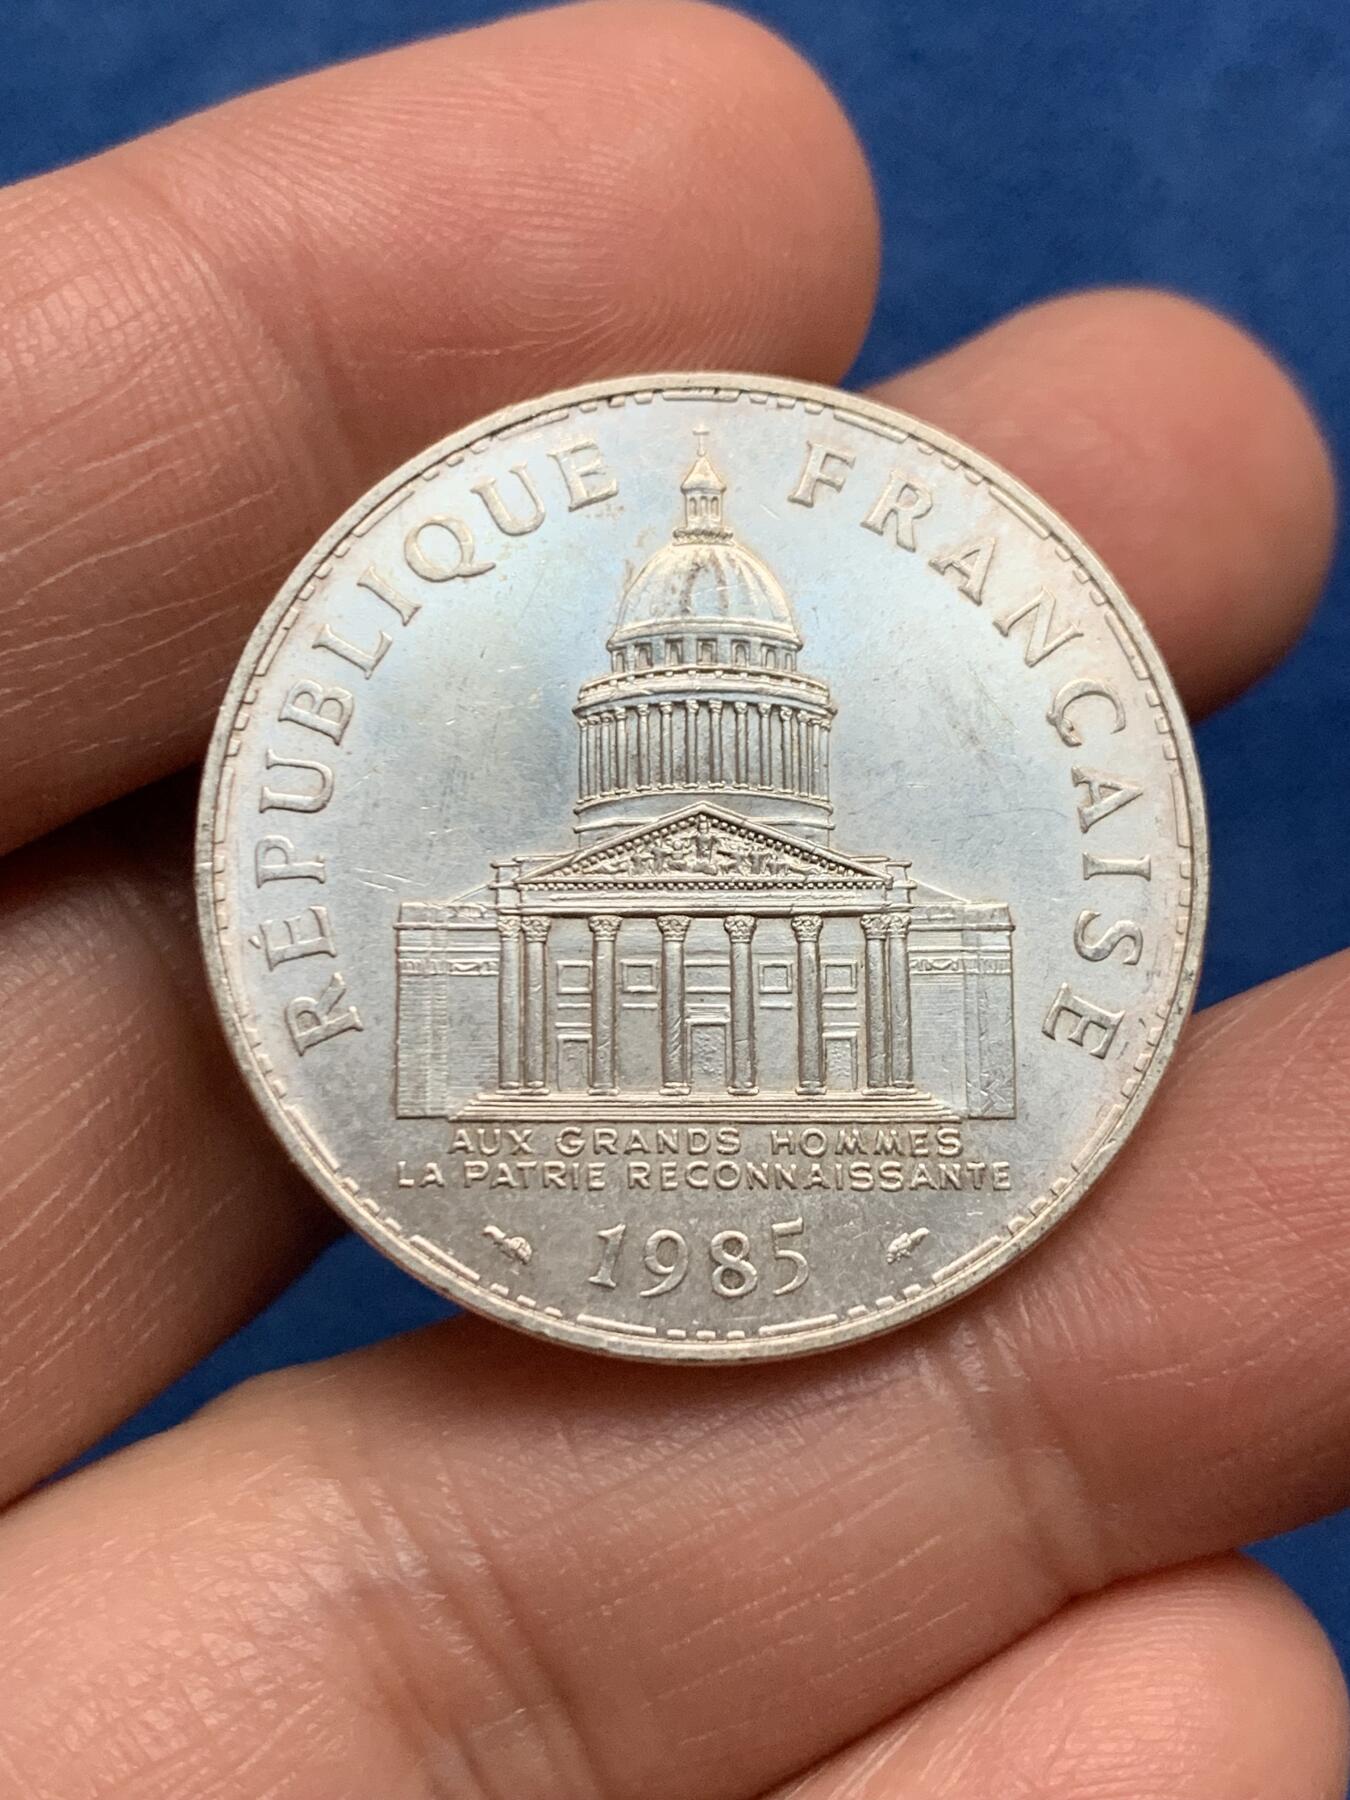 RÉPUBLIQUE FRANÇAISE
AUX GRANDS HOMMES
LA PATRIE RECONNAISSANTE
1985